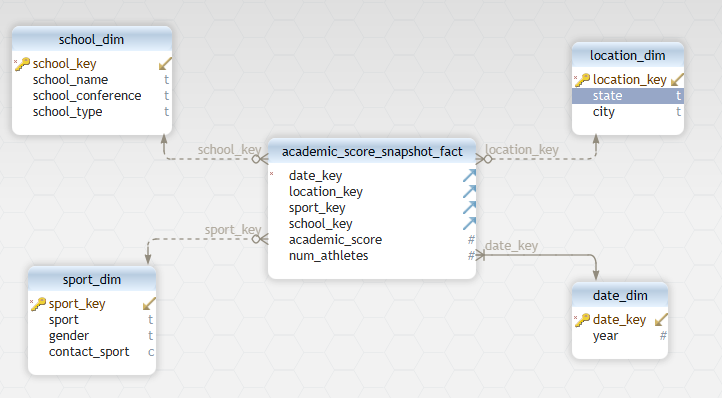 school_dim
school_key
school_name t
school_conference t
school_type t
location_dim
location_key
state t
city t
school_key
location_key
academic_score_snapshot_fact
date_key
location_key
sport_key
school_key
academic_score #
num_athletes #
sport_key
date_key
sport_dim
sport_key
sport t
gender t
contact_sport c
date_dim
date_key
year #